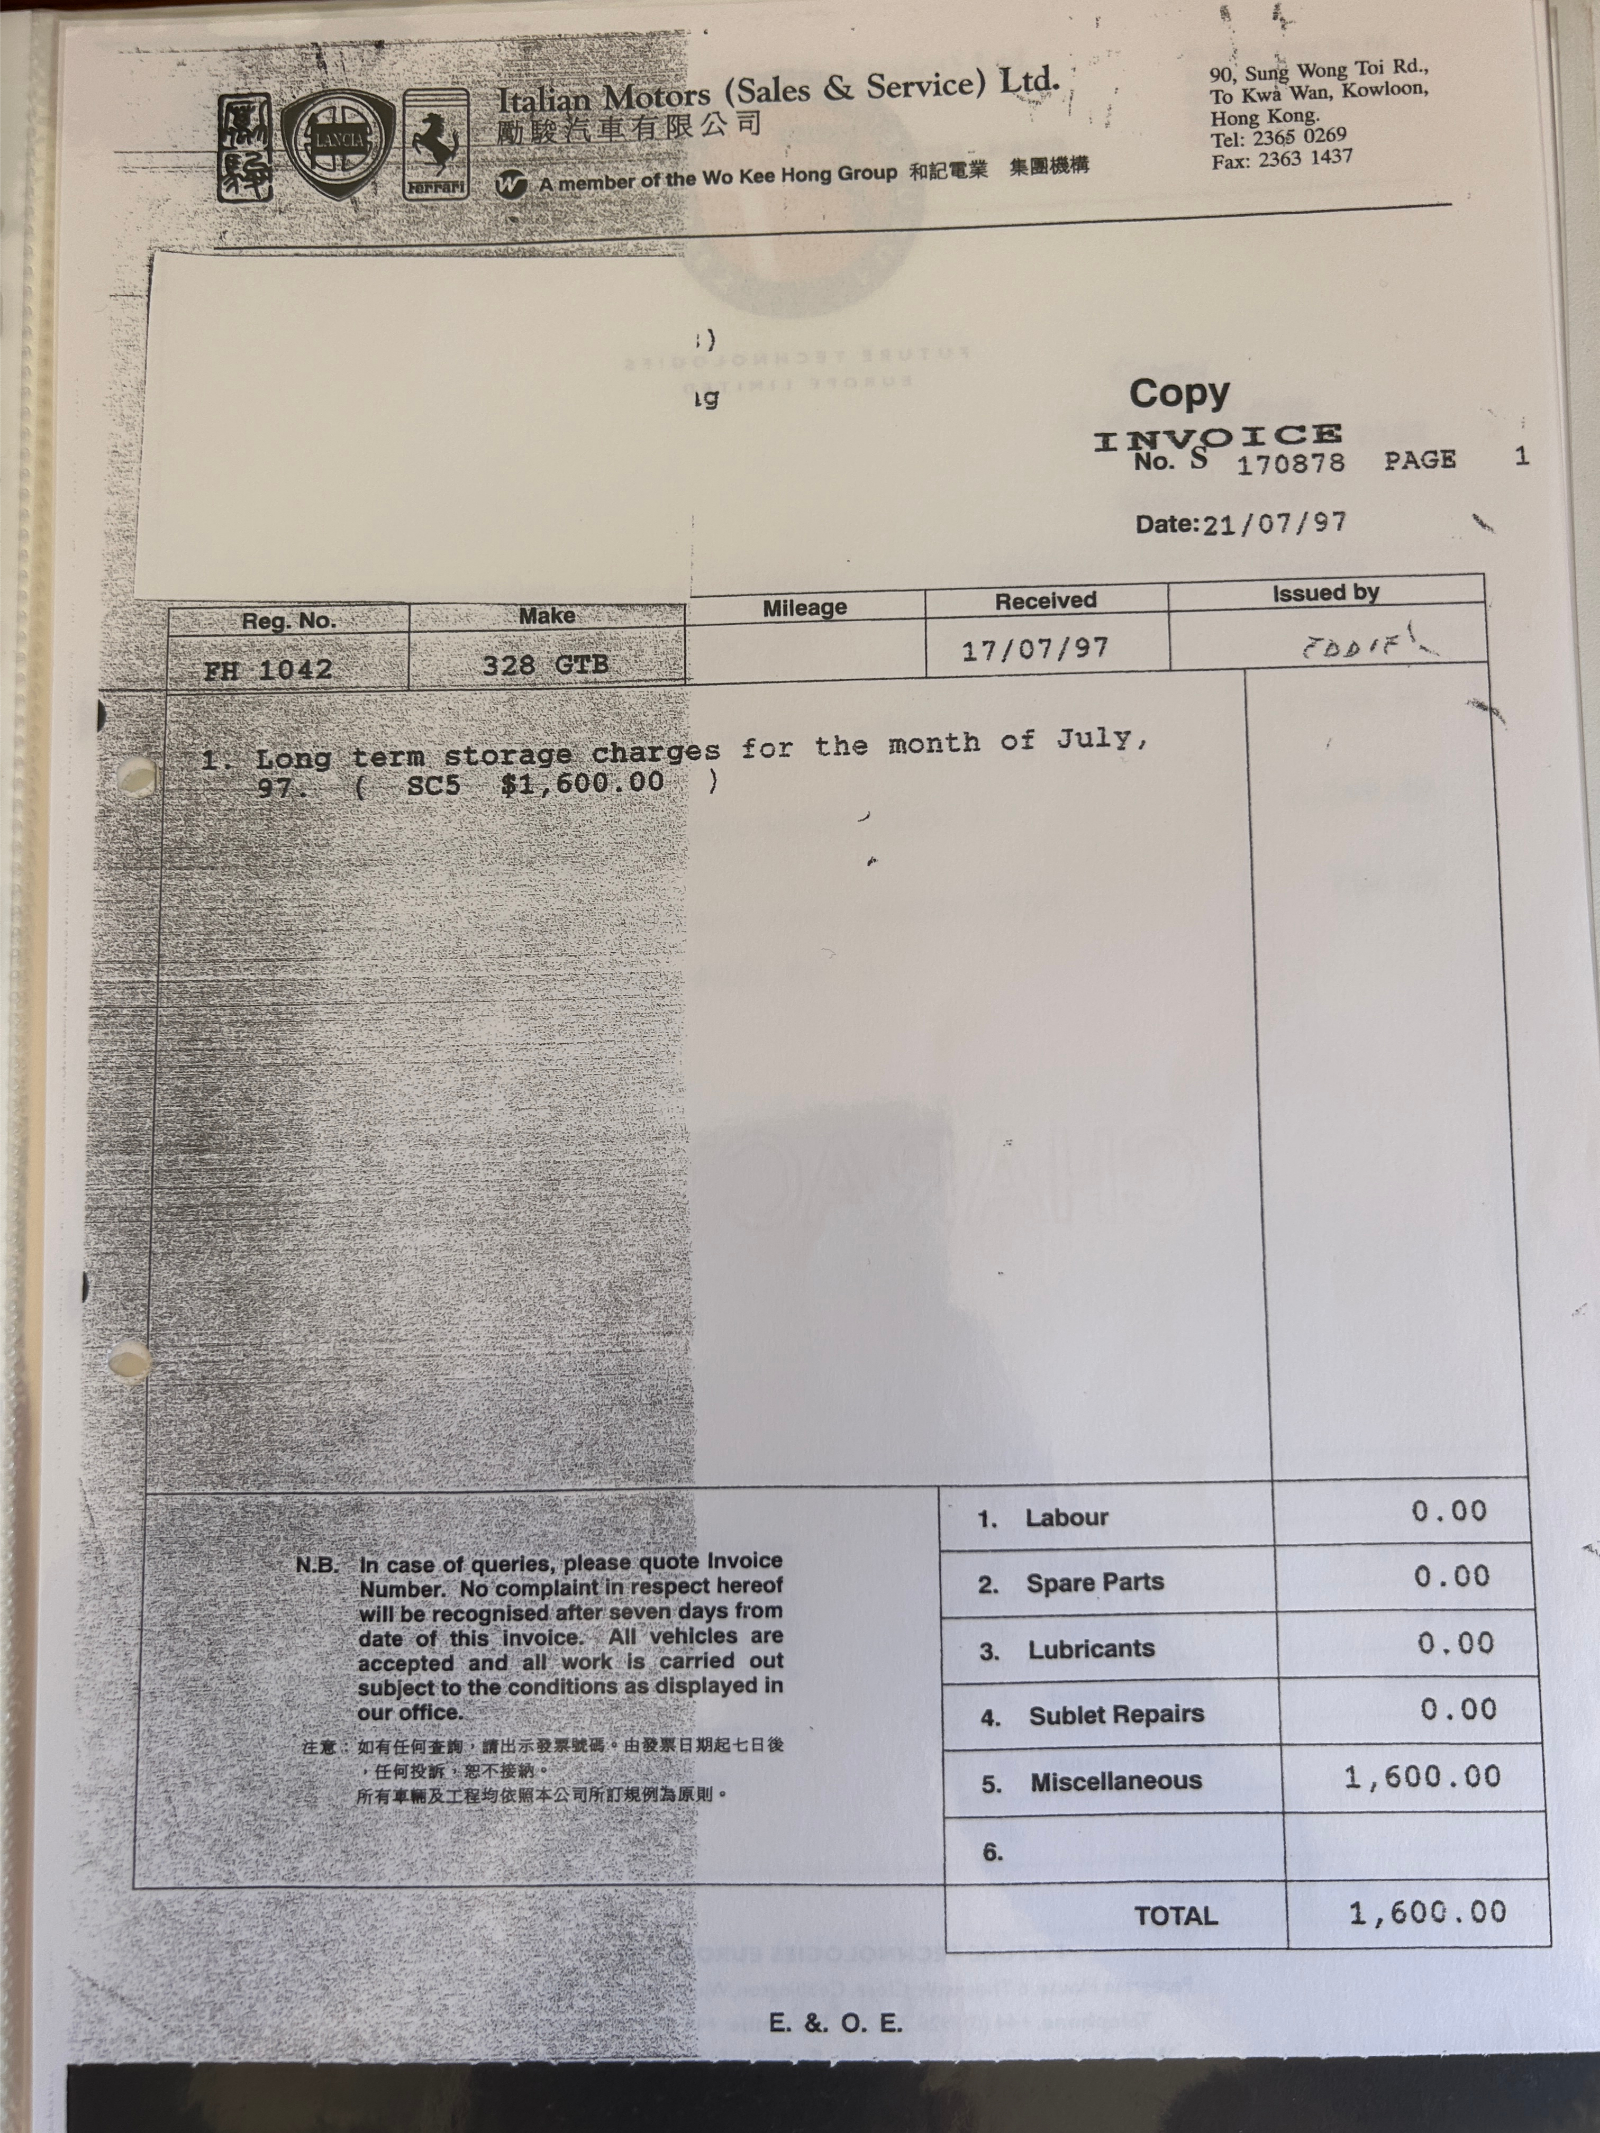 Italian Motors (Sales & Service) Ltd.
勵駿汽車有限公司
A member of the Wo Kee Hong Group 和記電業 集團機構
LANCIA
Ferrari
90, Sung Wong Toi Rd.,
To Kwa Wan, Kowloon,
Hong Kong.
Tel: 2365 0269
Fax: 2363 1437
FUTURE TECHNOLOGIES
EUROPE LIMITED
Copy
INVOICE
No. S 170878 PAGE 1
Date: 21/07/97
Reg. No. Make Mileage Received Issued by
FH 1042 328 GTB 17/07/97 EDDIE
1. Long term storage charges for the month of July,
97. ( SC5 $1,600.00 )
1. Labour 0.00
2. Spare Parts 0.00
3. Lubricants 0.00
4. Sublet Repairs 0.00
5. Miscellaneous 1,600.00
6.
TOTAL 1,600.00
N.B. In case of queries, please quote Invoice
Number. No complaint in respect hereof
will be recognised after seven days from
date of this invoice. All vehicles are
accepted and all work is carried out
subject to the conditions as displayed in
our office.
注意：如有任何查詢，請出示發票號碼。由發票日期起七日後
，任何投訴，恕不接納。
所有車輛及工程均依照本公司所訂規例為原則。
E. &. O. E.